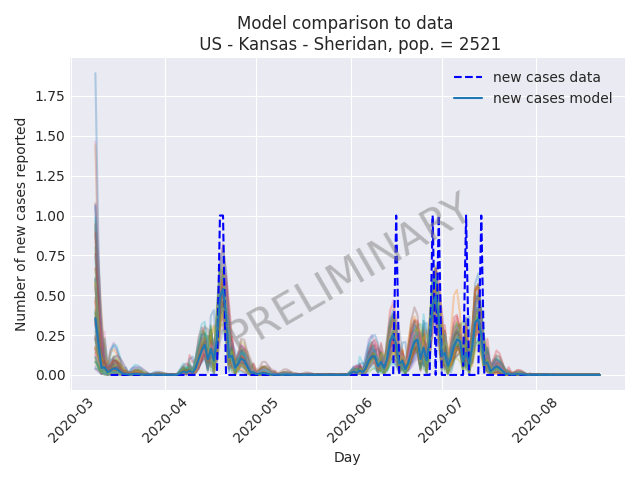 Model comparison to data
US - Kansas - Sheridan, pop. = 2521
new cases data
new cases model
Number of new cases reported
1.75
1.50
1.25
1.00
0.75
0.50
0.25
0.00
PRELIMINARY
2020-03
2020-04
2020-05
2020-06
2020-07
2020-08
Day